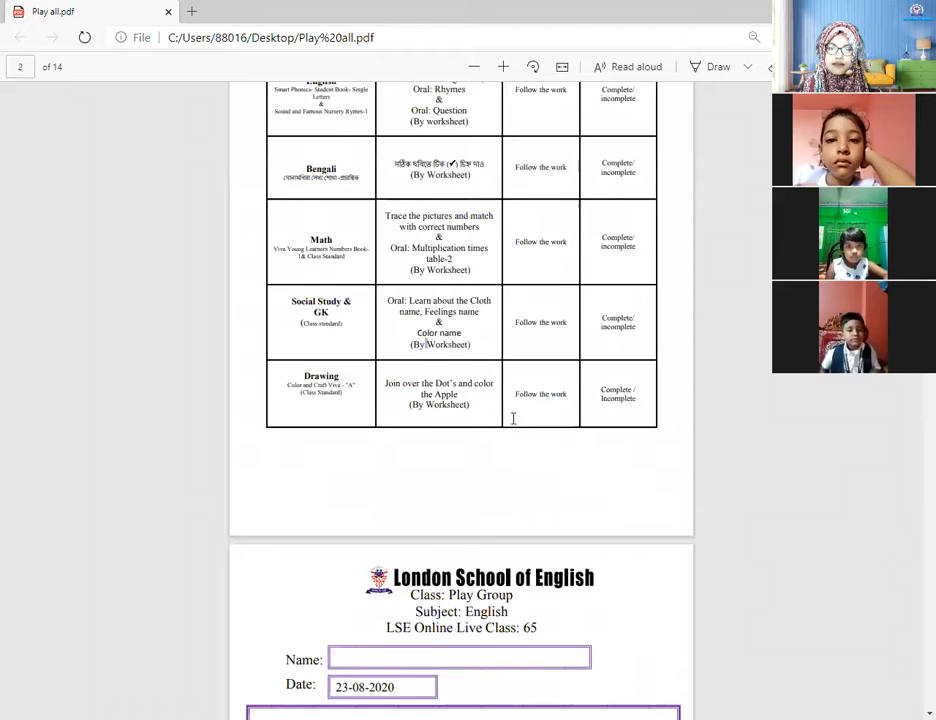 Play all.pdf
File
C:/Users/88016/Desktop/Play%20all.pdf
2
of 14
Read aloud
Draw
English
Smart Phonics- Student Book- Single
Letters
&
Sound and Famous Nursery Rymes-1
Oral: Rhymes
&
Oral: Question
(By worksheet)
Follow the work
Complete/
incomplete
Bengali
সঠিক ছবিতে টিক (✓) চিহ্ন দাও
(By Worksheet)
Follow the work
Complete/
incomplete
Math
Viva Young Learners Numbers Book-
1& Class Standard
Trace the pictures and match
with correct numbers
&
Oral: Multiplication times
table-2
(By Worksheet)
Follow the work
Complete/
incomplete
Social Study &
GK
(Class standard)
Oral: Learn about the Cloth
name, Feelings name
&
Color name
(By Worksheet)
Follow the work
Complete/
incomplete
Drawing
Color and Craft Viva - "A"
(Class Standard)
Join over the Dot's and color
the Apple
(By Worksheet)
Follow the work
Complete /
Incomplete
London School of English
Class: Play Group
Subject: English
LSE Online Live Class: 65
Name:
Date:
23-08-2020